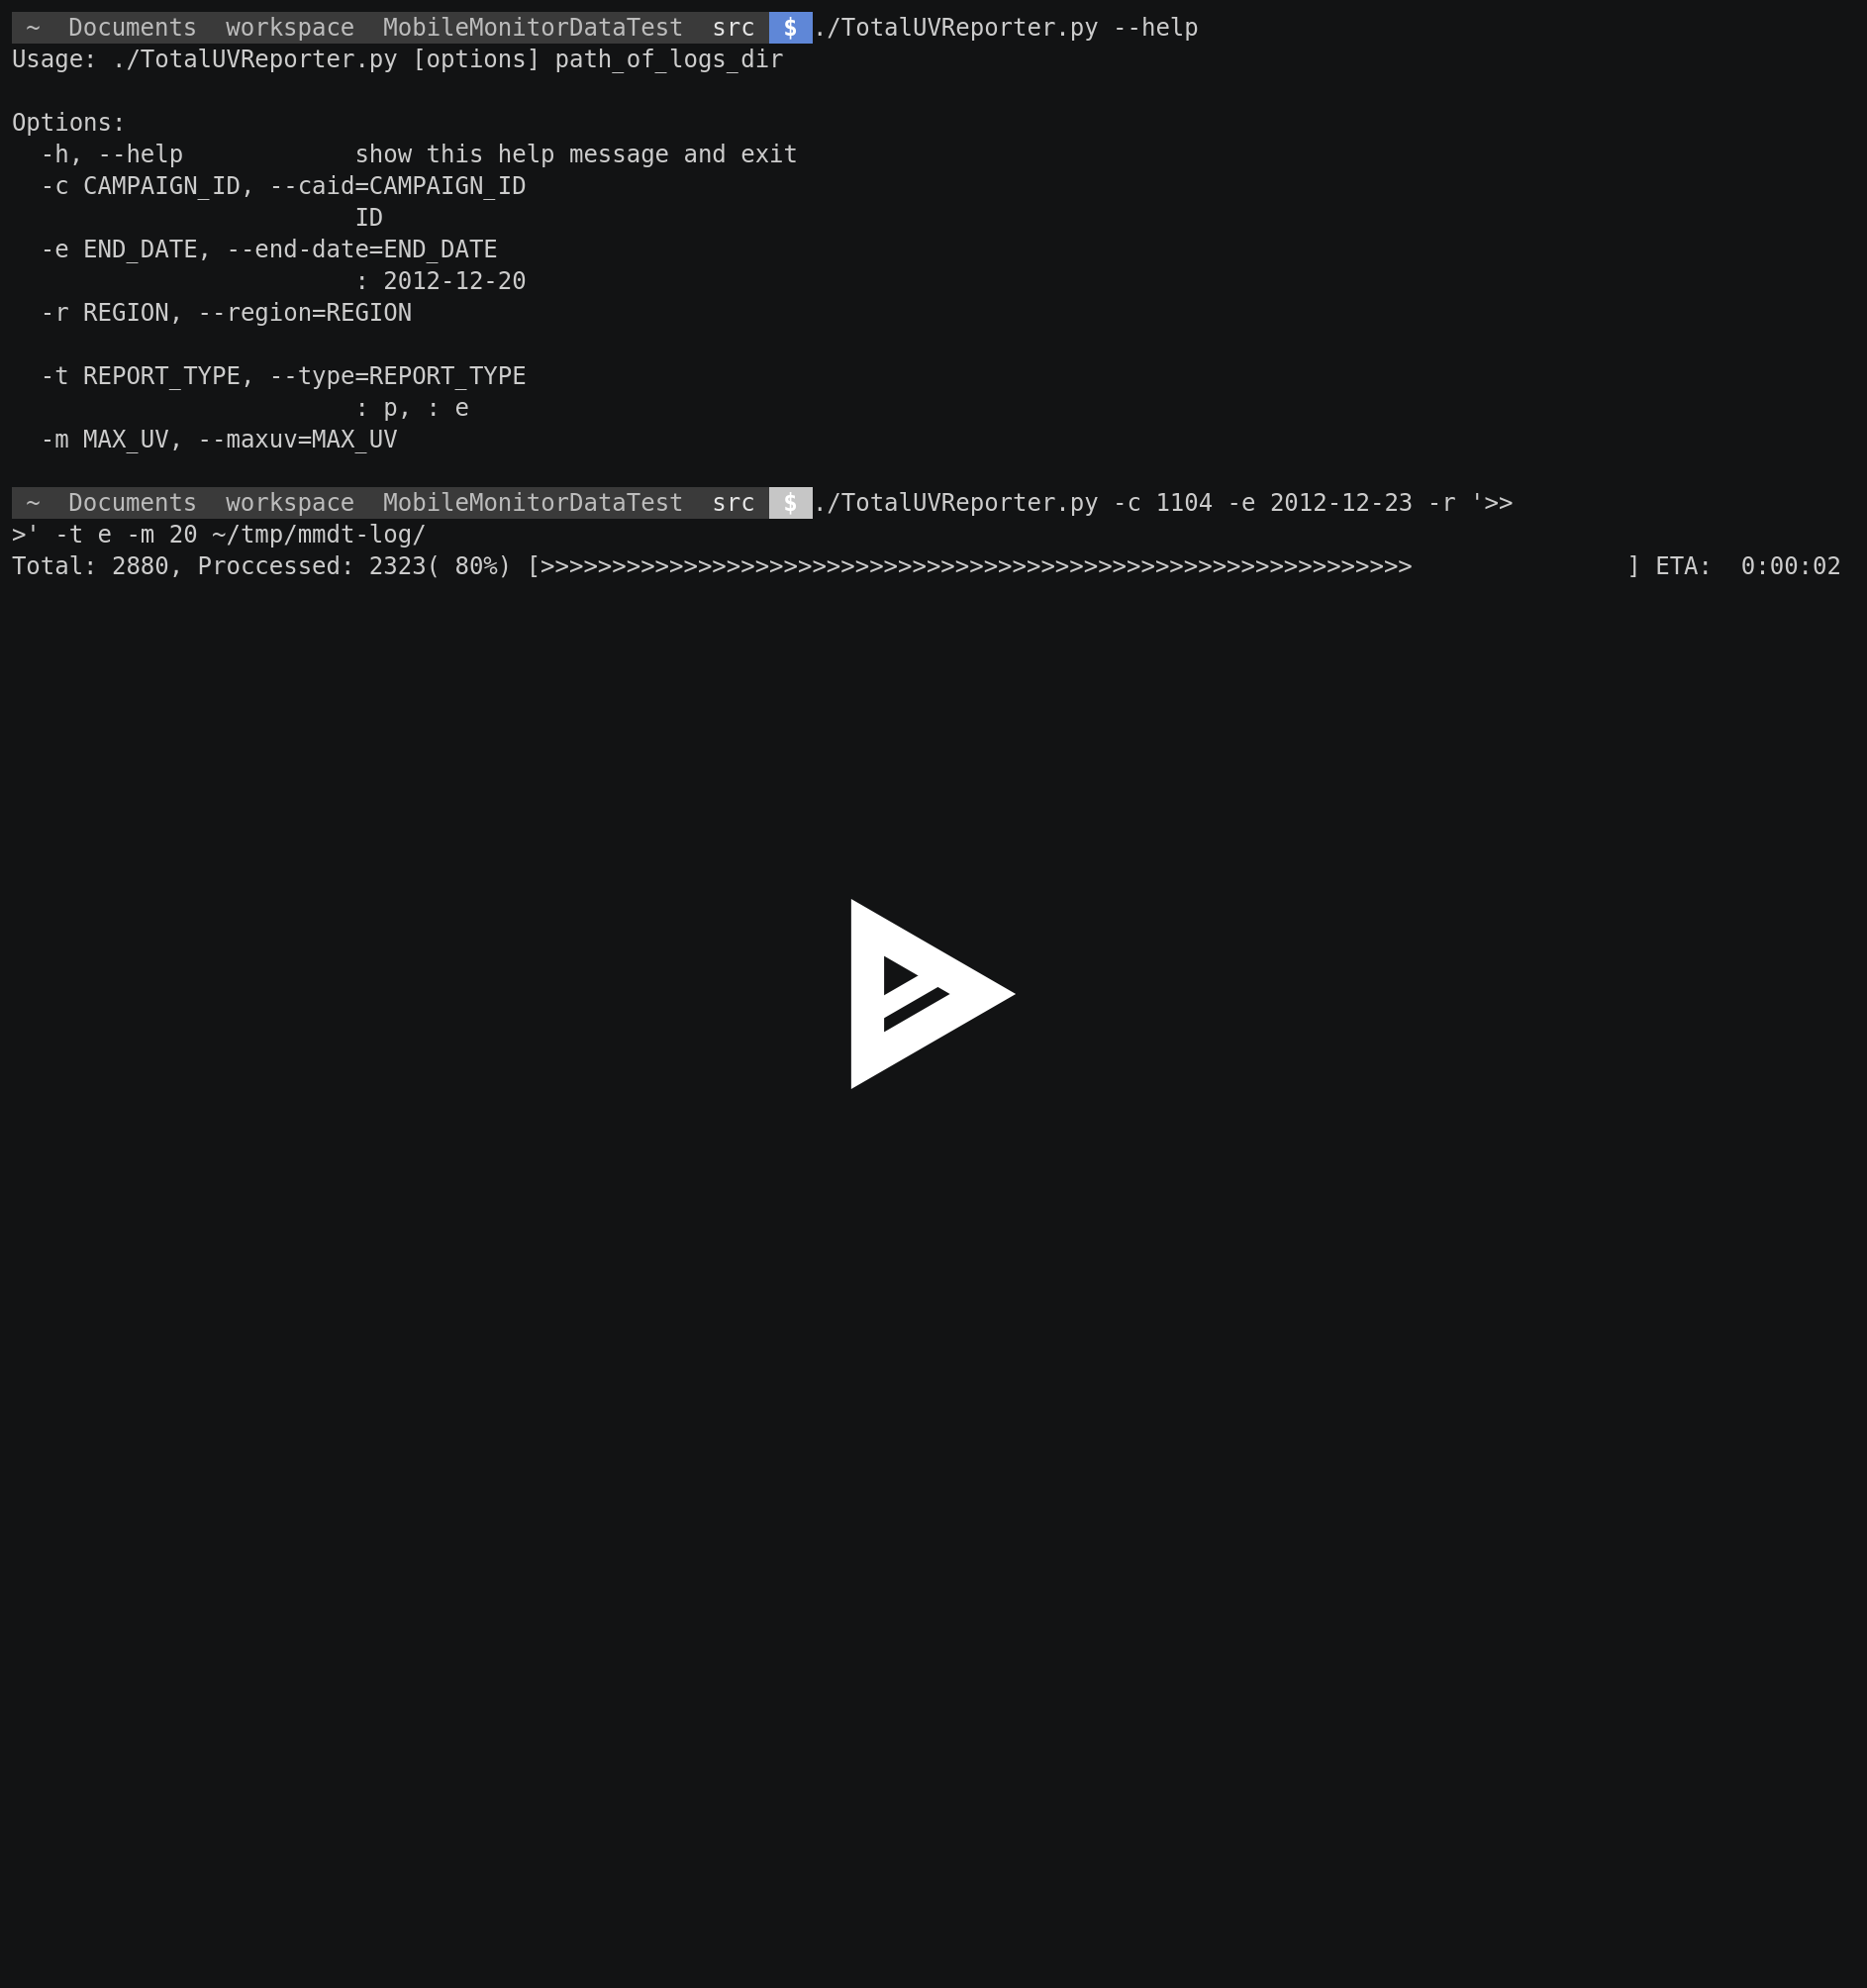 ~ Documents workspace MobileMonitorDataTest src $ ./TotalUVReporter.py --help
Usage: ./TotalUVReporter.py [options] path_of_logs_dir
Options:
-h, --help            show this help message and exit
-c CAMPAIGN_ID, --caid=CAMPAIGN_ID
ID
-e END_DATE, --end-date=END_DATE
: 2012-12-20
-r REGION, --region=REGION
-t REPORT_TYPE, --type=REPORT_TYPE
: p, : e
-m MAX_UV, --maxuv=MAX_UV
~ Documents workspace MobileMonitorDataTest src $ ./TotalUVReporter.py -c 1104 -e 2012-12-23 -r '>>
>' -t e -m 20 ~/tmp/mmdt-log/
Total: 2880, Proccessed: 2323( 80%) [>>>>>>>>>>>>>>>>>>>>>>>>>>>>>>>>>>>>>>>>>>>>>>>>>>>>>>>>>>>>>               ] ETA:  0:00:02